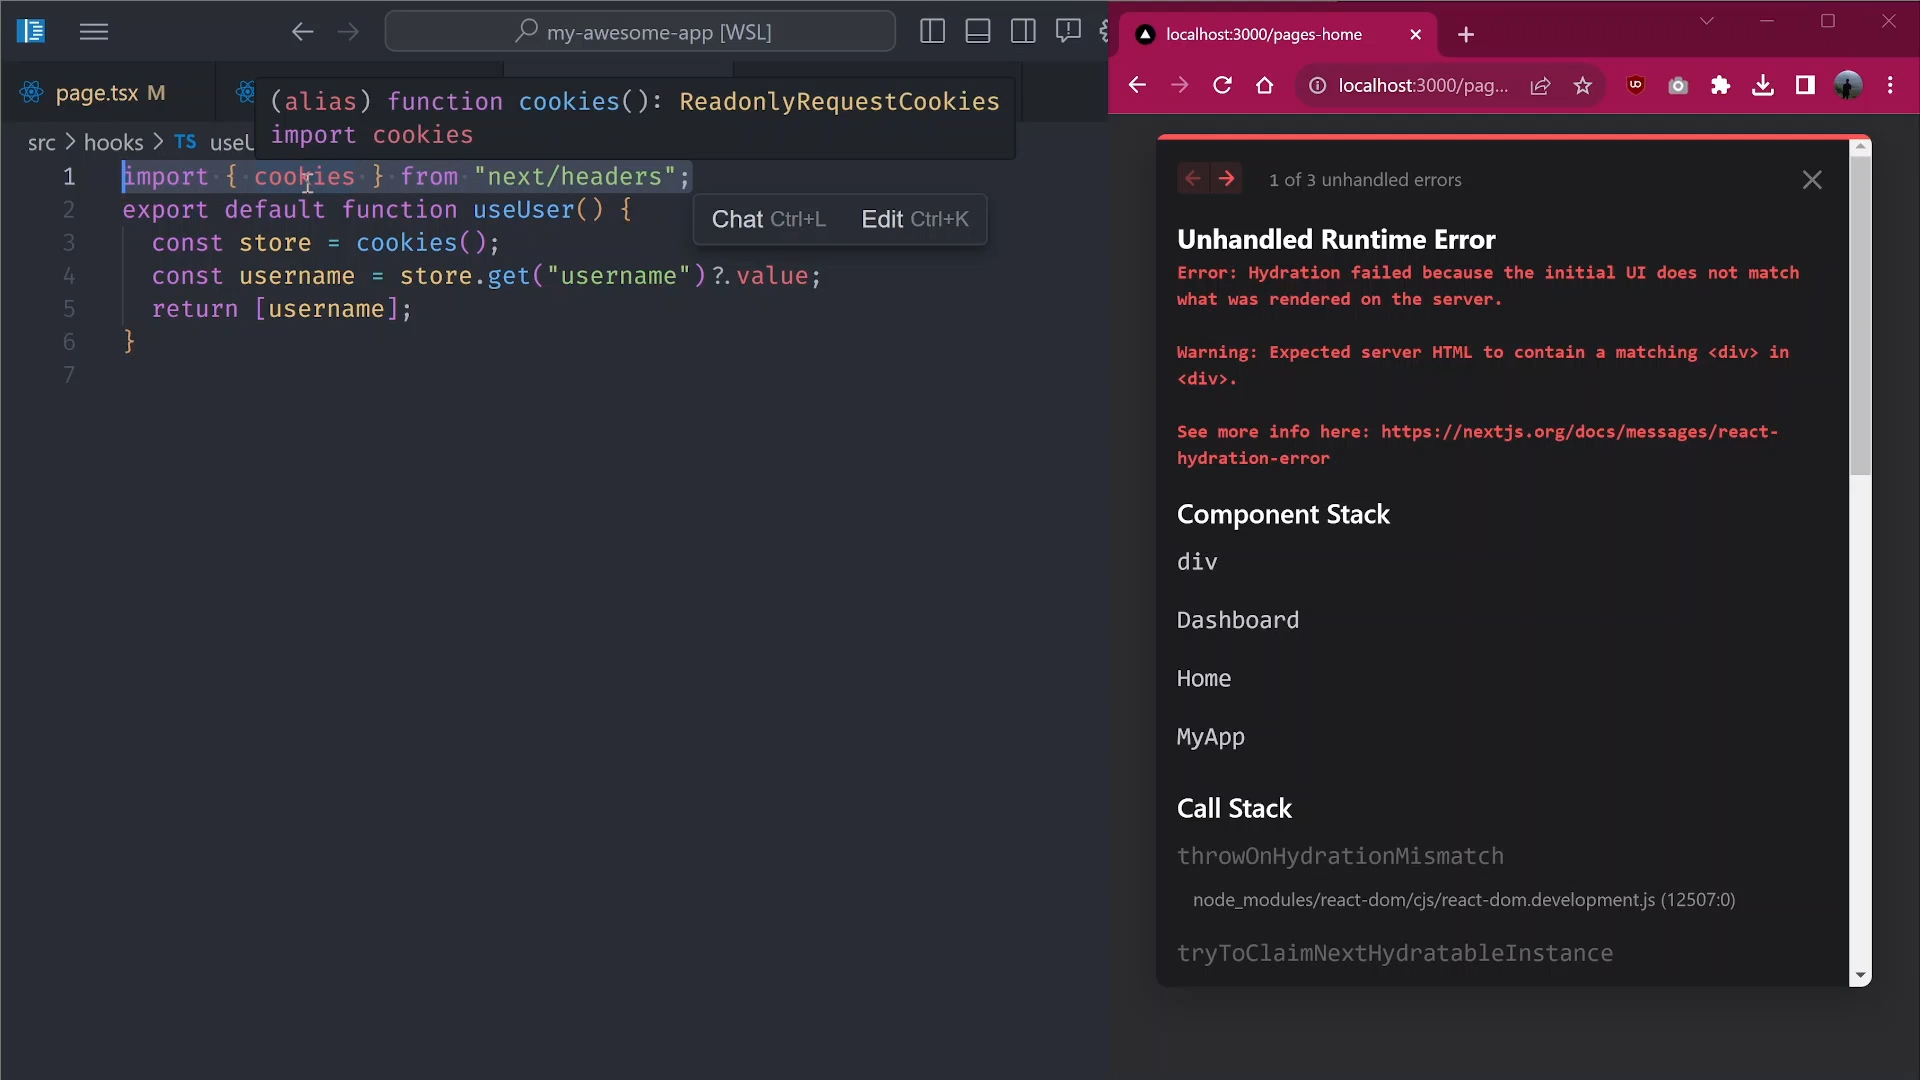 my-awesome-app [WSL]
page.tsx M
src > hooks > TS useU
(alias) function cookies(): ReadonlyRequestCookies
import cookies
1 import { cookies } from "next/headers";
2 export default function useUser() {
3 const store = cookies();
4 const username = store.get("username")?.value;
5 return [username];
6 }
7
Chat Ctrl+L Edit Ctrl+K
localhost:3000/pages-home
localhost:3000/pag...
1 of 3 unhandled errors
Unhandled Runtime Error
Error: Hydration failed because the initial UI does not match
what was rendered on the server.
Warning: Expected server HTML to contain a matching <div> in
<div>.
See more info here: https://nextjs.org/docs/messages/react-
hydration-error
Component Stack
div
Dashboard
Home
MyApp
Call Stack
throwOnHydrationMismatch
node_modules/react-dom/cjs/react-dom.development.js (12507:0)
tryToClaimNextHydratableInstance